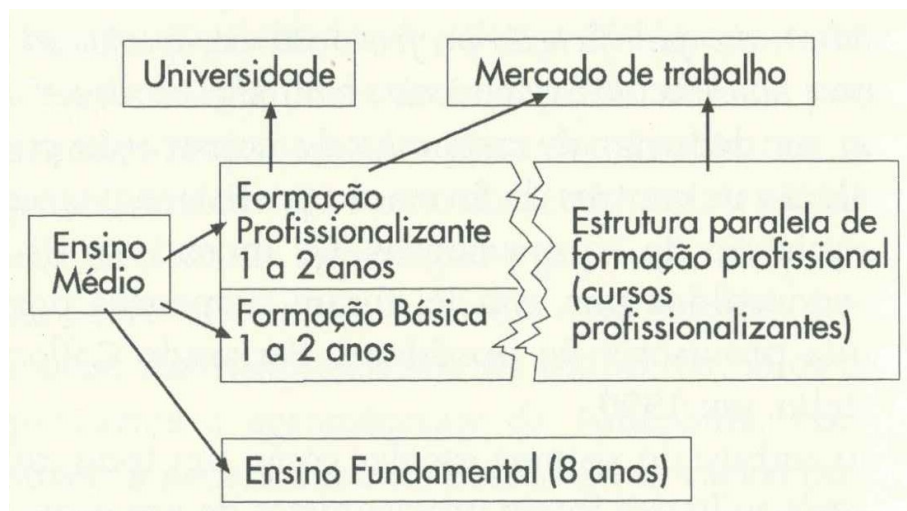 Universidade
Mercado de trabalho
Formação
Profissionalizante
1 a 2 anos
Formação Básica
1 a 2 anos
Ensino
Médio
Estrutura paralela de
formação profissional
(cursos
profissionalizantes)
Ensino Fundamental (8 anos)